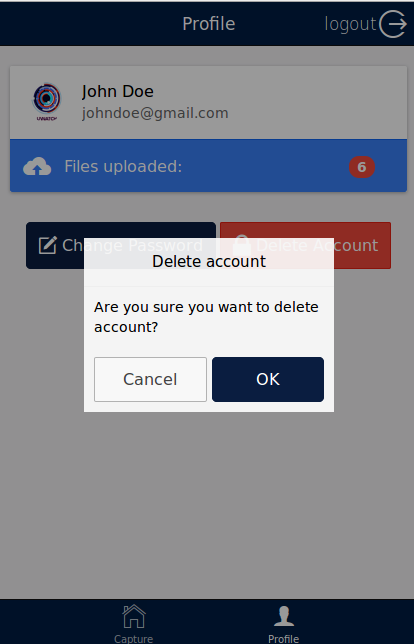 Profile
logout
John Doe
johndoe@gmail.com
Files uploaded:
6
Change Password
Delete Account
Delete account
Are you sure you want to delete
account?
Cancel
OK
Capture
Profile